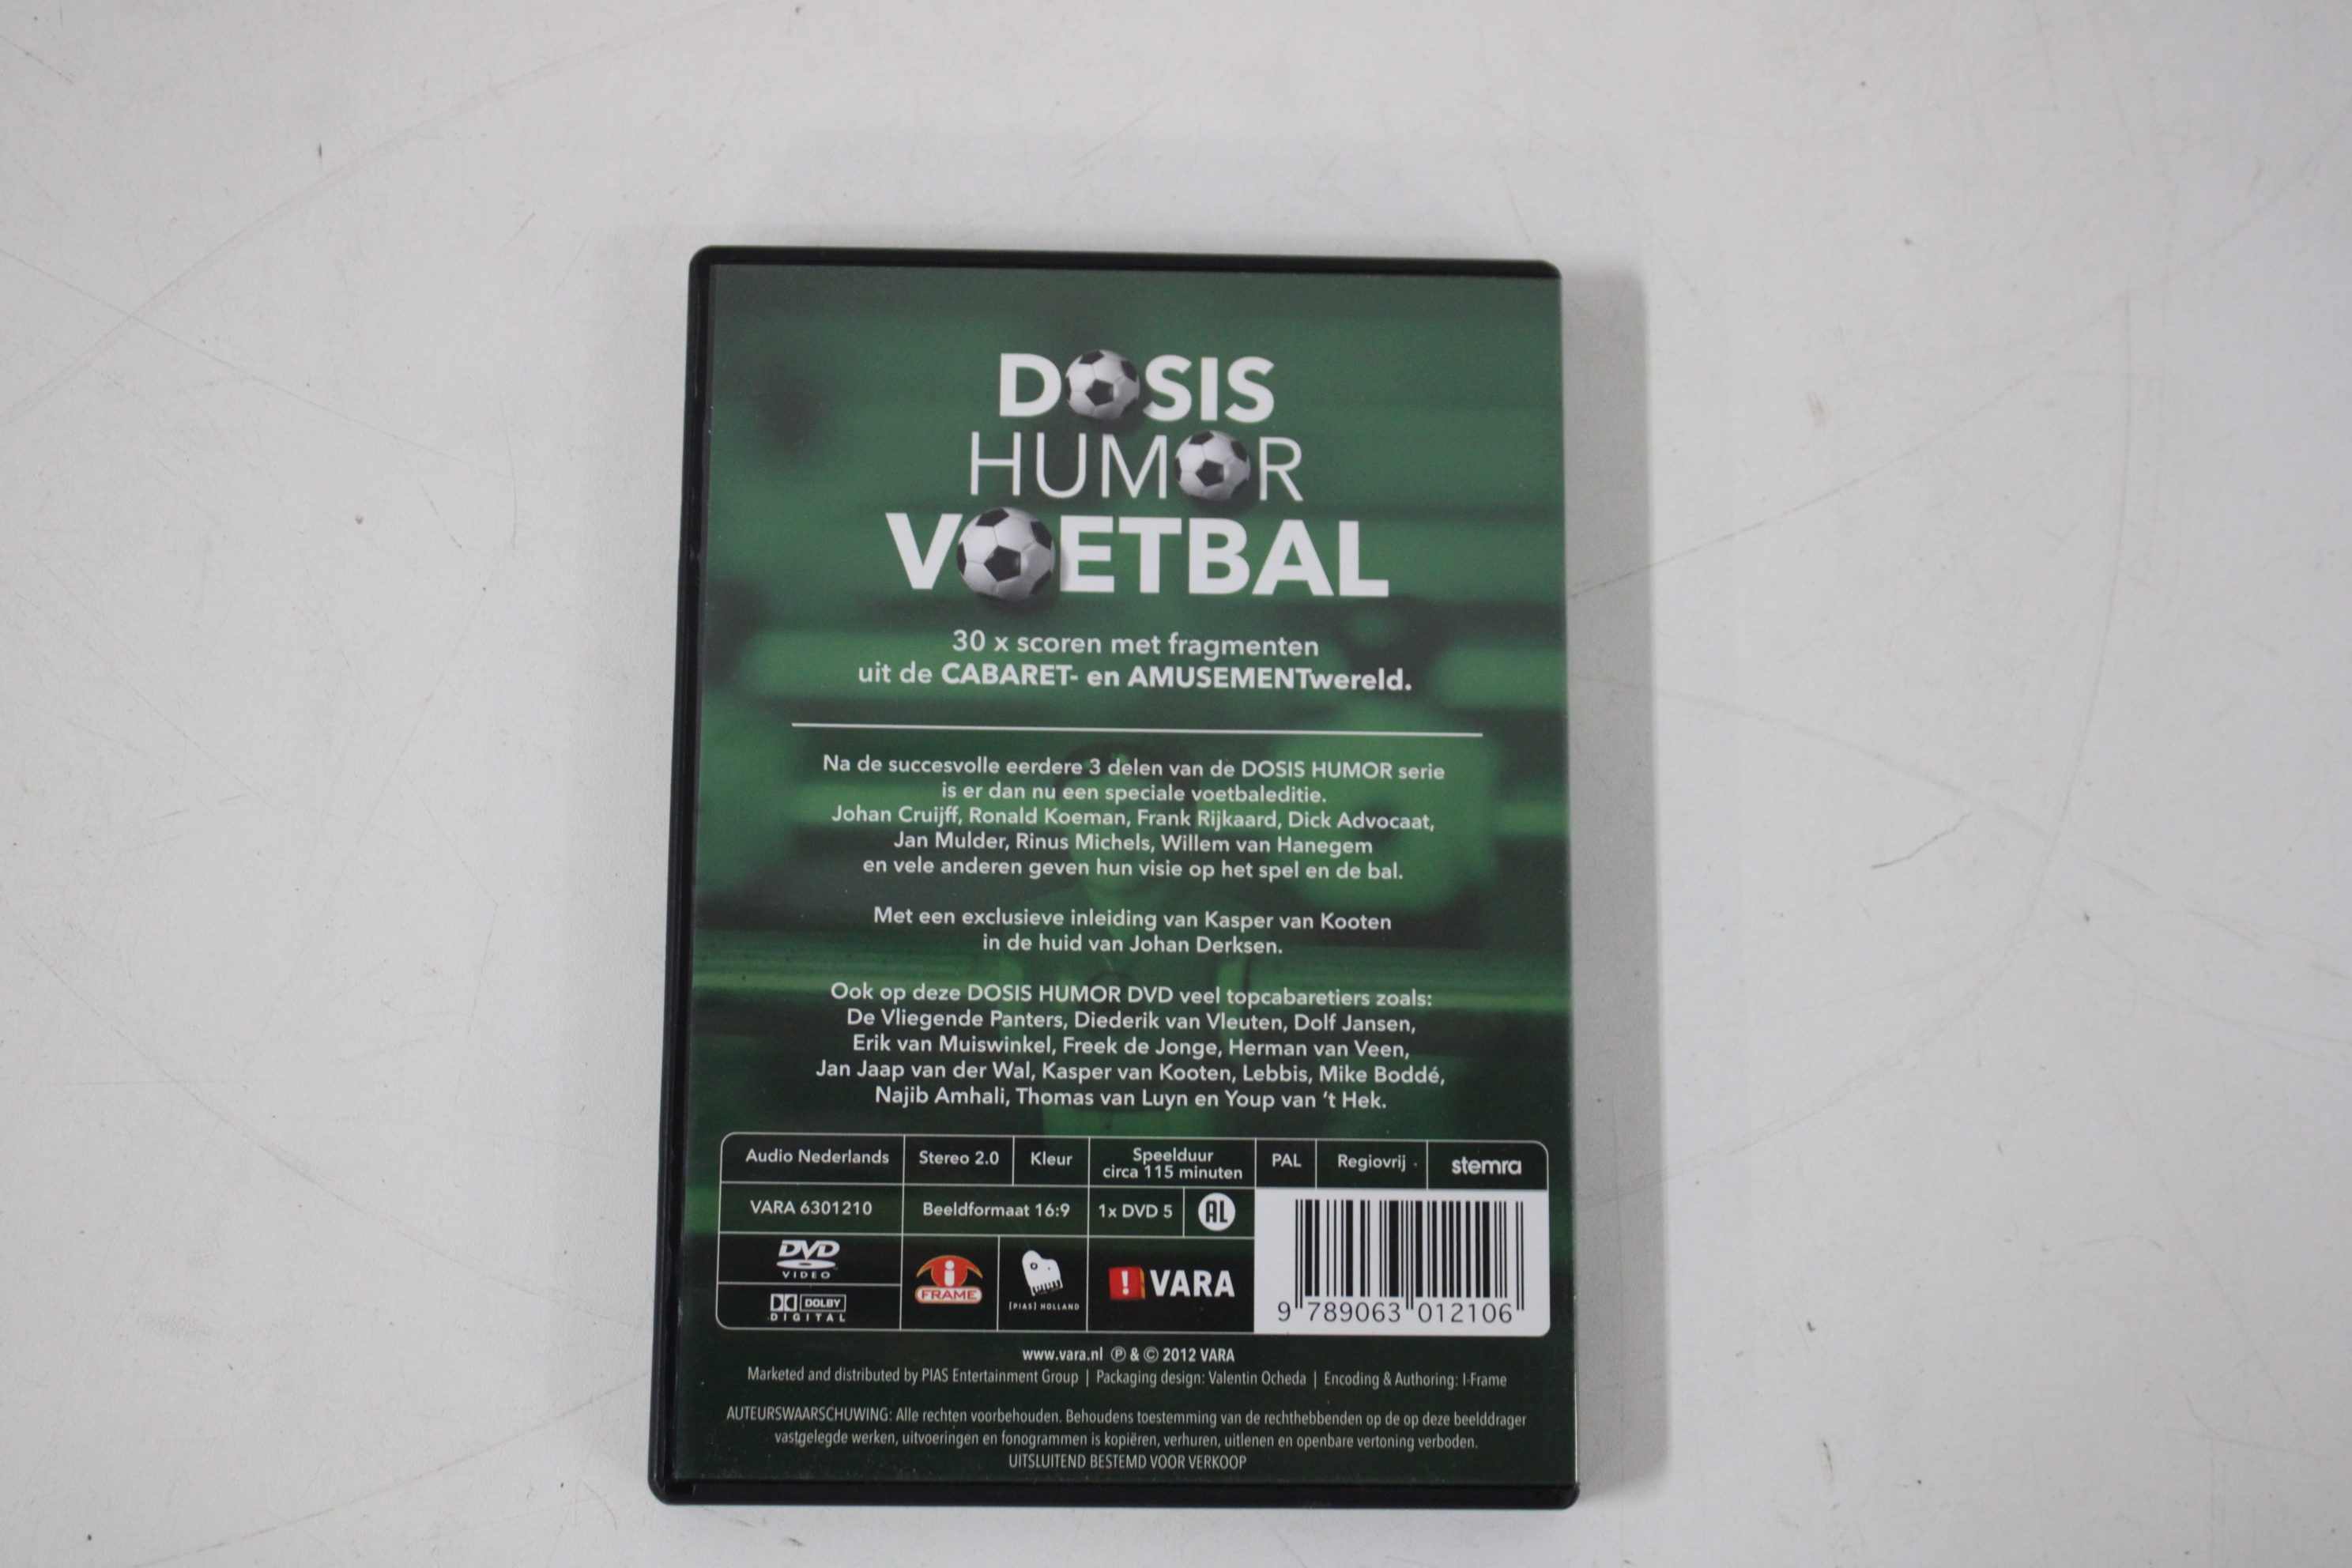 DOSIS
HUMOR
VOETBAL
30 x scoren met fragmenten
uit de CABARET- en AMUSEMENTwereld.
Na de succesvolle eerdere 3 delen van de DOSIS HUMOR serie
is er dan nu een speciale voetbaleditie.
Johan Cruijff, Ronald Koeman, Frank Rijkaard, Dick Advocaat,
Jan Mulder, Rinus Michels, Willem van Hanegem
en vele anderen geven hun visie op het spel en de bal.
Met een exclusieve inleiding van Kasper van Kooten
in de huid van Johan Derksen.
Ook op deze DOSIS HUMOR DVD veel topcabaretiers zoals:
De Vliegende Panters, Diederik van Vleuten, Dolf Jansen,
Erik van Muiswinkel, Freek de Jonge, Herman van Veen,
Jan Jaap van der Wal, Kasper van Kooten, Lebbis, Mike Boddé,
Najib Amhali, Thomas van Luyn en Youp van 't Hek.
Audio Nederlands Stereo 2.0 Kleur Speelduur
circa 115 minuten PAL Regiovrij stemra
VARA 6301210 Beeldformaat 16:9 1x DVD 5 AL
DVD
VIDEO
DOLBY
DIGITAL
i
FRAME
[PIAS] HOLLAND
! VARA
9 789063 012106
www.vara.nl ℗ & © 2012 VARA
Marketed and distributed by PIAS Entertainment Group | Packaging design: Valentin Ocheda | Encoding & Authoring: I-Frame
AUTEURSWAARSCHUWING: Alle rechten voorbehouden. Behoudens toestemming van de rechthebbenden op de op deze beelddrager
vastgelegde werken, uitvoeringen en fonogrammen is kopiëren, verhuren, uitlenen en openbare vertoning verboden.
UITSLUITEND BESTEMD VOOR VERKOOP